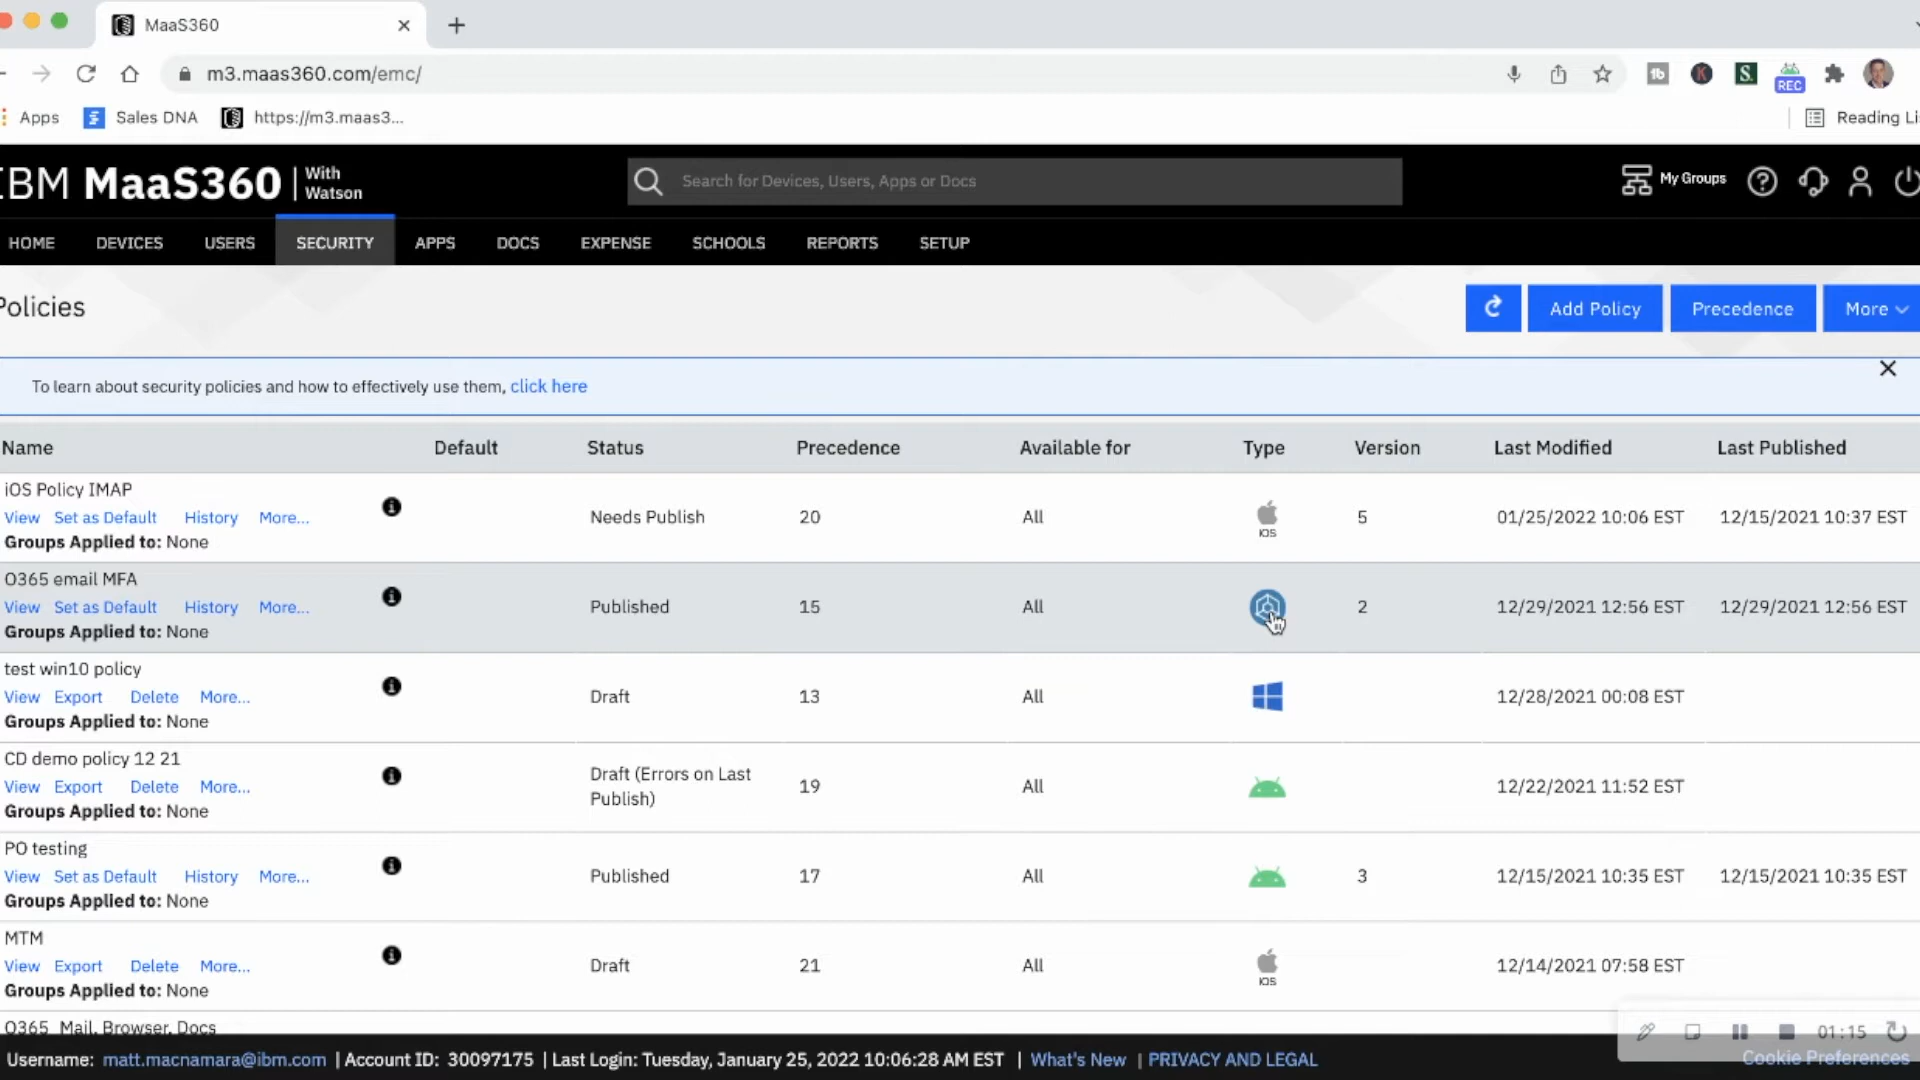 MaaS360
m3.maas360.com/emc/
REC
Apps Sales DNA https://m3.maas3... Reading Lis
IBM MaaS360 | With Watson
Search for Devices, Users, Apps or Docs
My Groups
HOME DEVICES USERS SECURITY APPS DOCS EXPENSE SCHOOLS REPORTS SETUP
Policies
Add Policy Precedence More
To learn about security policies and how to effectively use them, click here
Name Default Status Precedence Available for Type Version Last Modified Last Published
iOS Policy IMAP
View Set as Default History More... Needs Publish 20 All iOS 5 01/25/2022 10:06 EST 12/15/2021 10:37 EST
Groups Applied to: None
O365 email MFA
View Set as Default History More... Published 15 All 2 12/29/2021 12:56 EST 12/29/2021 12:56 EST
Groups Applied to: None
test win10 policy
View Export Delete More... Draft 13 All 12/28/2021 00:08 EST
Groups Applied to: None
CD demo policy 12 21
View Export Delete More... Draft (Errors on Last Publish) 19 All 12/22/2021 11:52 EST
Groups Applied to: None
PO testing
View Set as Default History More... Published 17 All 3 12/15/2021 10:35 EST 12/15/2021 10:35 EST
Groups Applied to: None
MTM
View Export Delete More... Draft 21 All iOS 12/14/2021 07:58 EST
Groups Applied to: None
O365 Mail, Browser, Docs
01:15
Username: matt.macnamara@ibm.com | Account ID: 30097175 | Last Login: Tuesday, January 25, 2022 10:06:28 AM EST | What's New | PRIVACY AND LEGAL
Cookie Preferences